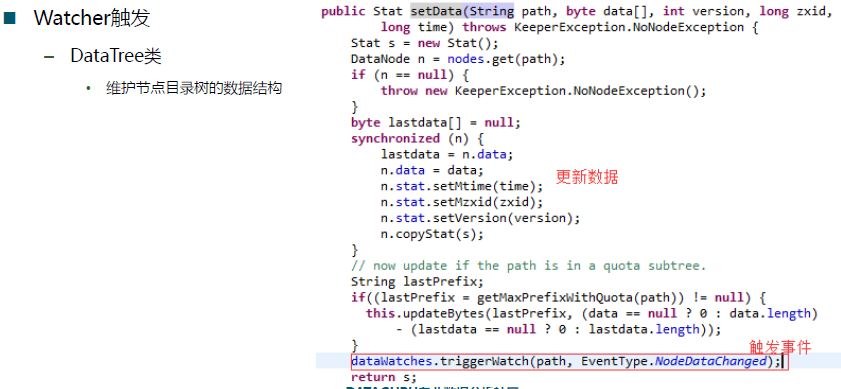 Watcher触发
DataTree类
维护节点目录树的数据结构
public Stat setData(String path, byte data[], int version, long zxid,
long time) throws KeeperException.NoNodeException {
Stat s = new Stat();
DataNode n = nodes.get(path);
if (n == null) {
throw new KeeperException.NoNodeException();
}
byte lastdata[] = null;
synchronized (n) {
lastdata = n.data;
n.data = data;
n.stat.setMtime(time);
更新数据
n.stat.setMzxid(zxid);
n.stat.setVersion(version);
n.copyStat(s);
}
// now update if the path is in a quota subtree.
String lastPrefix;
if((lastPrefix = getMaxPrefixWithQuota(path)) != null) {
this.updateBytes(lastPrefix, (data == null ? 0 : data.length)
- (lastdata == null ? 0 : lastdata.length));
}
触发事件
dataWatches.triggerWatch(path, EventType.NodeDataChanged);
return s;